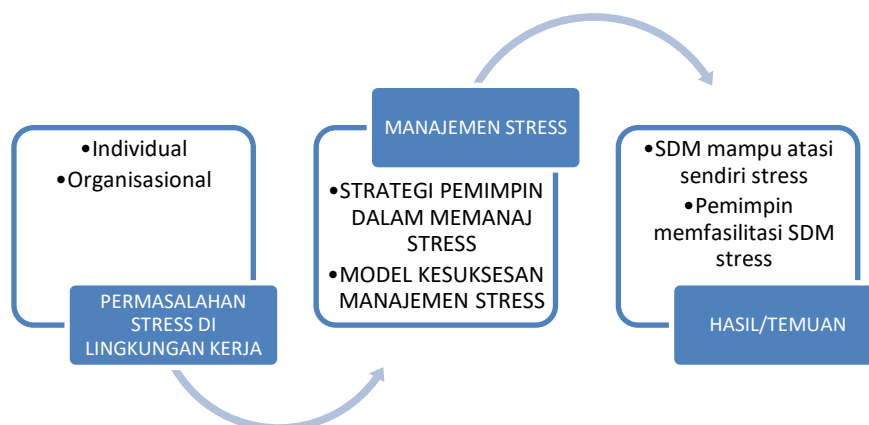 •Individual
•Organisasional
PERMASALAHAN
STRESS DI
LINGKUNGAN KERJA
MANAJEMEN STRESS
•STRATEGI PEMIMPIN
DALAM MEMANAJ
STRESS
•MODEL KESUKSESAN
MANAJEMEN STRESS
•SDM mampu atasi
sendiri stress
•Pemimpin
memfasilitasi SDM
stress
HASIL/TEMUAN